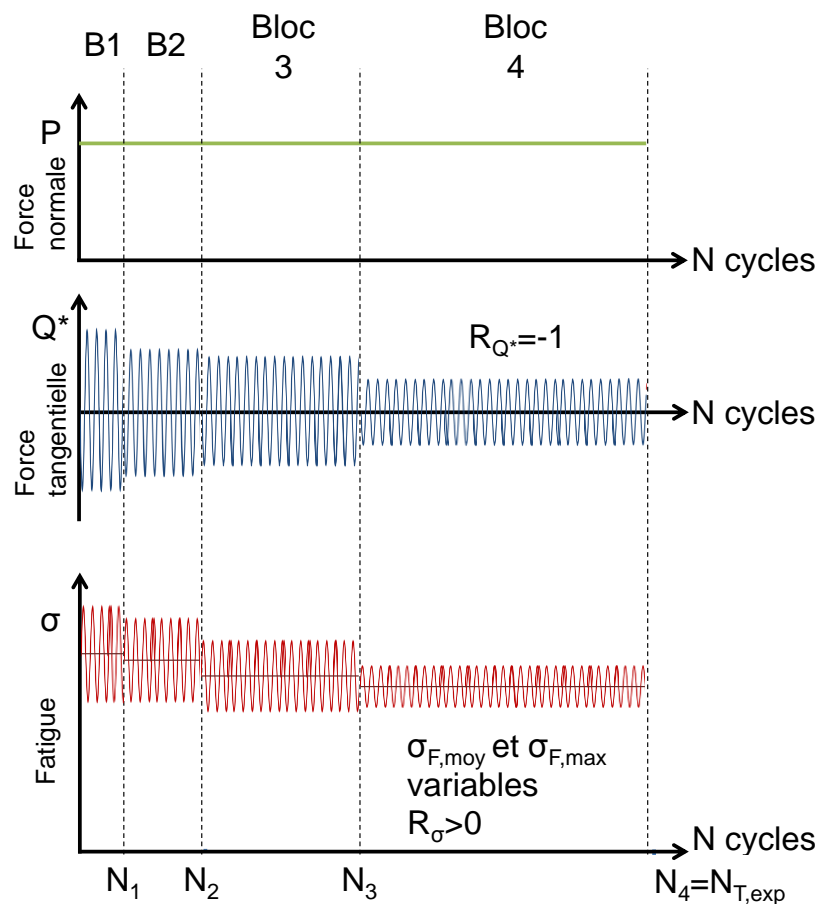 B1 B2 Bloc 3 Bloc 4
P
Force normale
N cycles
Q*
R_Q*=-1
Force tangentielle
N cycles
σ
Fatigue
σ_F,moy et σ_F,max
variables
R_σ>0
N cycles
N_1 N_2 N_3 N_4=N_T,exp